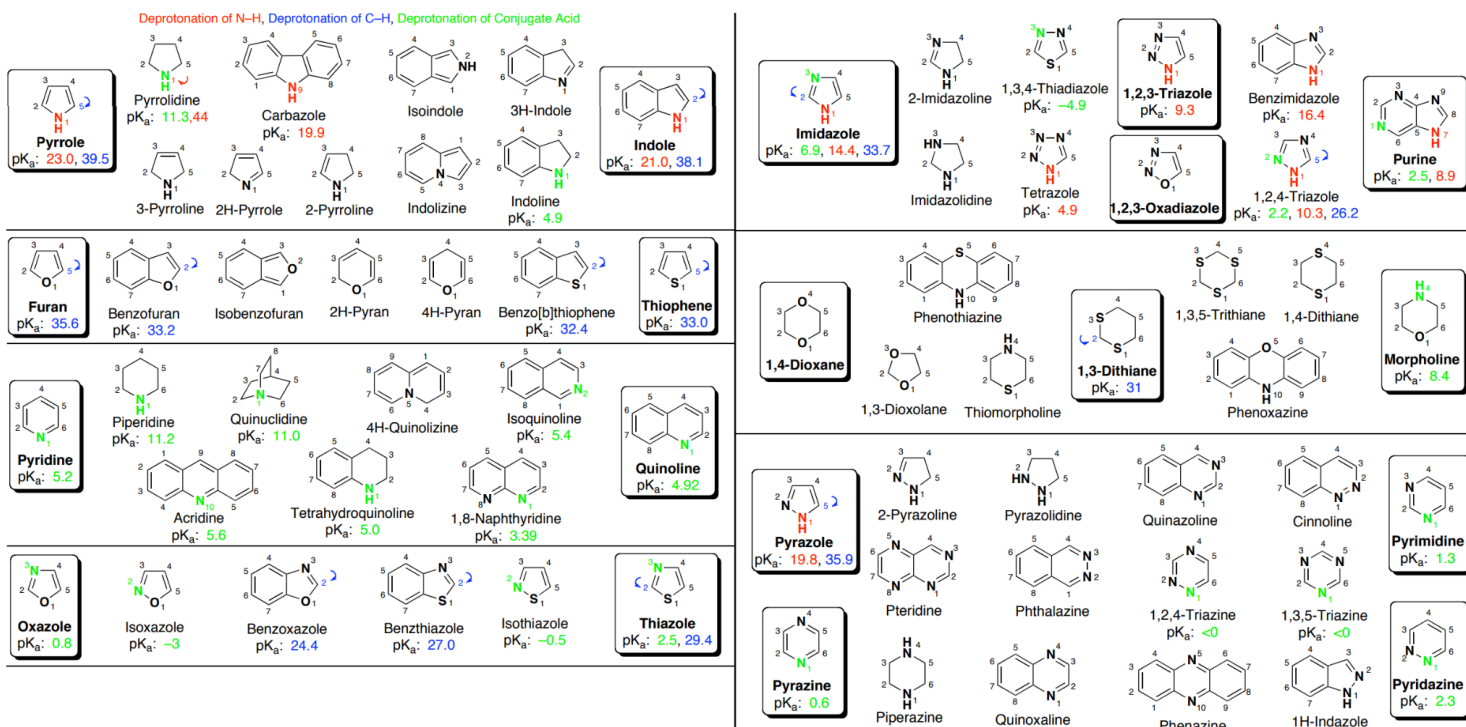 Deprotonation of N–H, Deprotonation of C–H, Deprotonation of Conjugate Acid
Pyrrole
pKa: 23.0, 39.5
Pyrrolidine
pKa: 11.3,44
Carbazole
pKa: 19.9
Isoindole
3H-Indole
Indole
pKa: 21.0, 38.1
3-Pyrroline
2H-Pyrrole
2-Pyrroline
Indolizine
Indoline
pKa: 4.9
Furan
pKa: 35.6
Benzofuran
pKa: 33.2
Isobenzofuran
2H-Pyran
4H-Pyran
Benzo[b]thiophene
pKa: 32.4
Thiophene
pKa: 33.0
Pyridine
pKa: 5.2
Piperidine
pKa: 11.2
Quinuclidine
pKa: 11.0
4H-Quinolizine
Isoquinoline
pKa: 5.4
Quinoline
pKa: 4.92
Acridine
pKa: 5.6
Tetrahydroquinoline
pKa: 5.0
1,8-Naphthyridine
pKa: 3.39
Oxazole
pKa: 0.8
Isoxazole
pKa: –3
Benzoxazole
pKa: 24.4
Benzthiazole
pKa: 27.0
Isothiazole
pKa: –0.5
Thiazole
pKa: 2.5, 29.4
Imidazole
pKa: 6.9, 14.4, 33.7
2-Imidazoline
1,3,4-Thiadiazole
pKa: –4.9
1,2,3-Triazole
pKa: 9.3
Benzimidazole
pKa: 16.4
Purine
pKa: 2.5, 8.9
Imidazolidine
Tetrazole
pKa: 4.9
1,2,3-Oxadiazole
1,2,4-Triazole
pKa: 2.2, 10.3, 26.2
1,4-Dioxane
Phenothiazine
1,3-Dioxolane
Thiomorpholine
1,3-Dithiane
pKa: 31
1,3,5-Trithiane
1,4-Dithiane
Phenoxazine
Morpholine
pKa: 8.4
Pyrazole
pKa: 19.8, 35.9
2-Pyrazoline
Pyrazolidine
Quinazoline
Cinnoline
Pyrimidine
pKa: 1.3
Pteridine
Phthalazine
1,2,4-Triazine
pKa: <0
1,3,5-Triazine
pKa: <0
Pyrazine
pKa: 0.6
Piperazine
Quinoxaline
Phenazine
1H-Indazole
Pyridazine
pKa: 2.3